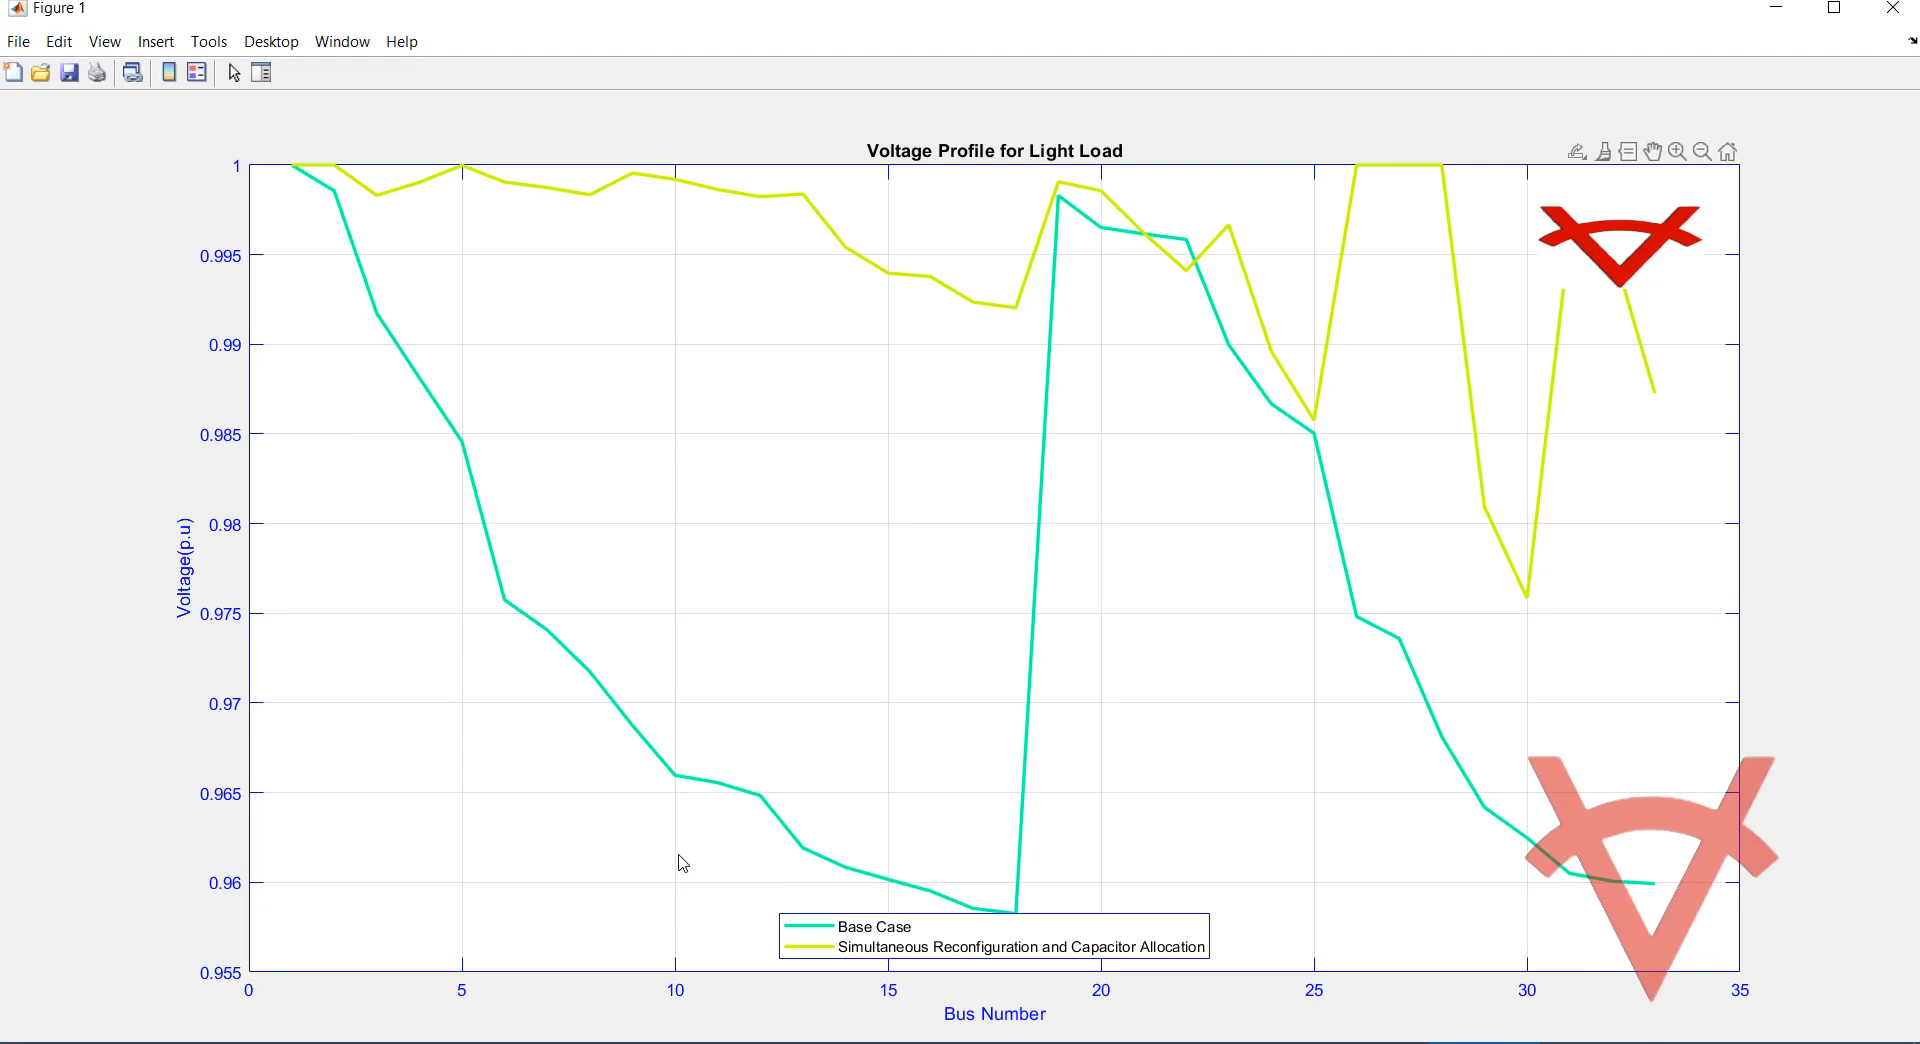 Figure 1
File Edit View Insert Tools Desktop Window Help
Voltage Profile for Light Load
1
0.995
0.99
0.985
0.98
0.975
0.97
0.965
0.96
0.955
Voltage(p.u)
0 5 10 15 20 25 30 35
Bus Number
Base Case
Simultaneous Reconfiguration and Capacitor Allocation